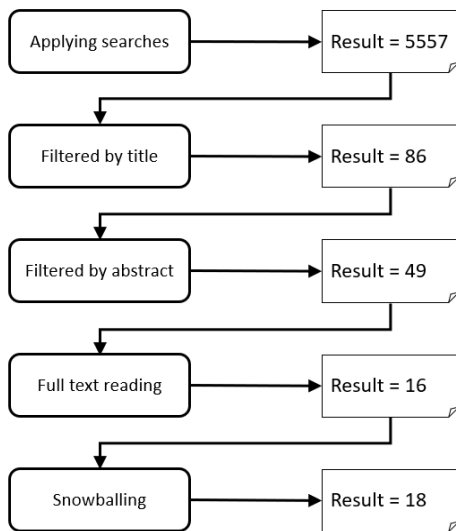 Applying searches
Result = 5557
Filtered by title
Result = 86
Filtered by abstract
Result = 49
Full text reading
Result = 16
Snowballing
Result = 18